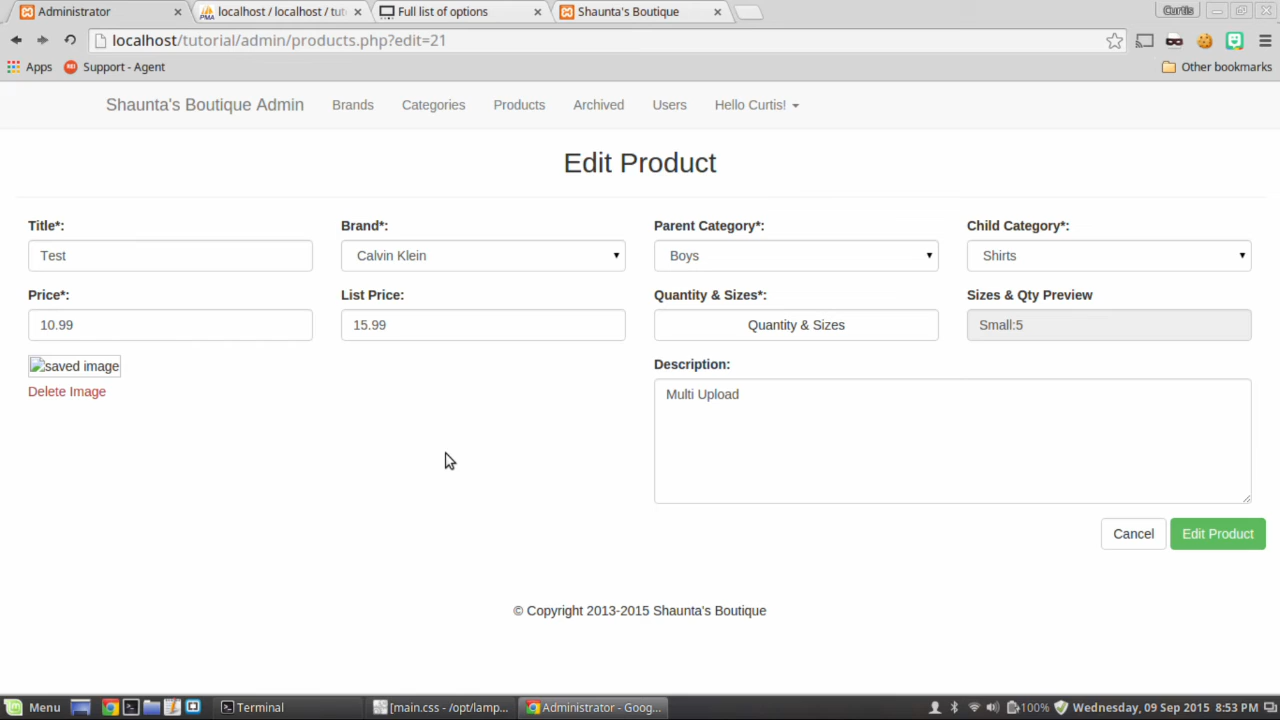 Administrator
localhost / localhost / tut
Full list of options
Shaunta's Boutique
Curtis
localhost/tutorial/admin/products.php?edit=21
Apps
Support - Agent
Other bookmarks
Shaunta's Boutique Admin
Brands
Categories
Products
Archived
Users
Hello Curtis!
Edit Product
Title*:
Brand*:
Parent Category*:
Child Category*:
Test
Calvin Klein
Boys
Shirts
Price*:
List Price:
Quantity & Sizes*:
Sizes & Qty Preview
10.99
15.99
Quantity & Sizes
Small:5
saved image
Delete Image
Description:
Multi Upload
Cancel
Edit Product
© Copyright 2013-2015 Shaunta's Boutique
Menu
Terminal
[main.css - /opt/lamp...
Administrator - Goog...
100%
Wednesday, 09 Sep 2015 8:53 PM